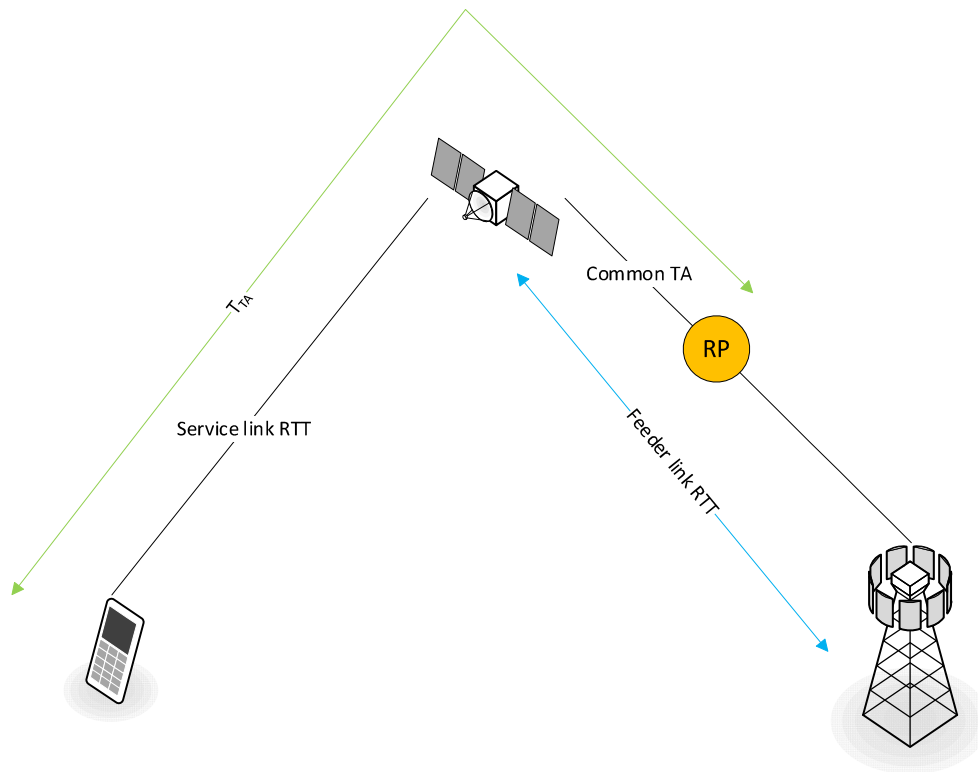 Common TA
T_TA
RP
Service link RTT
Feeder link RTT